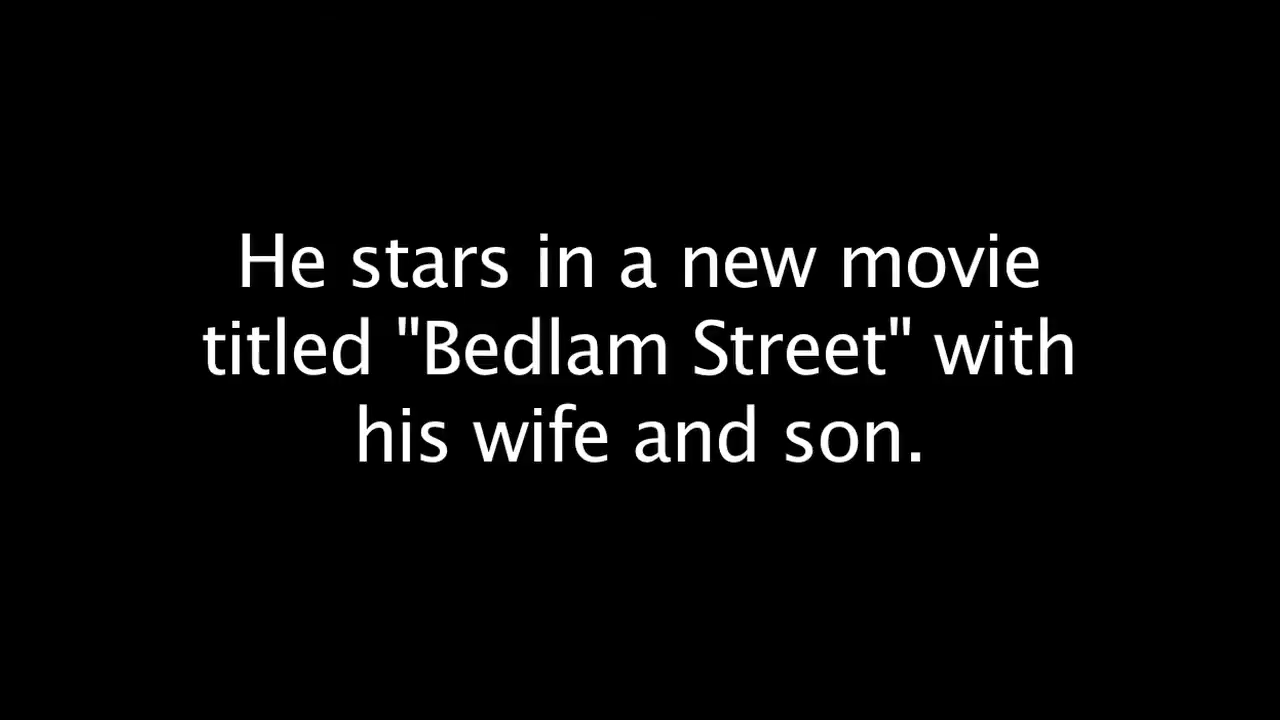 He stars in a new movie
titled "Bedlam Street" with
his wife and son.